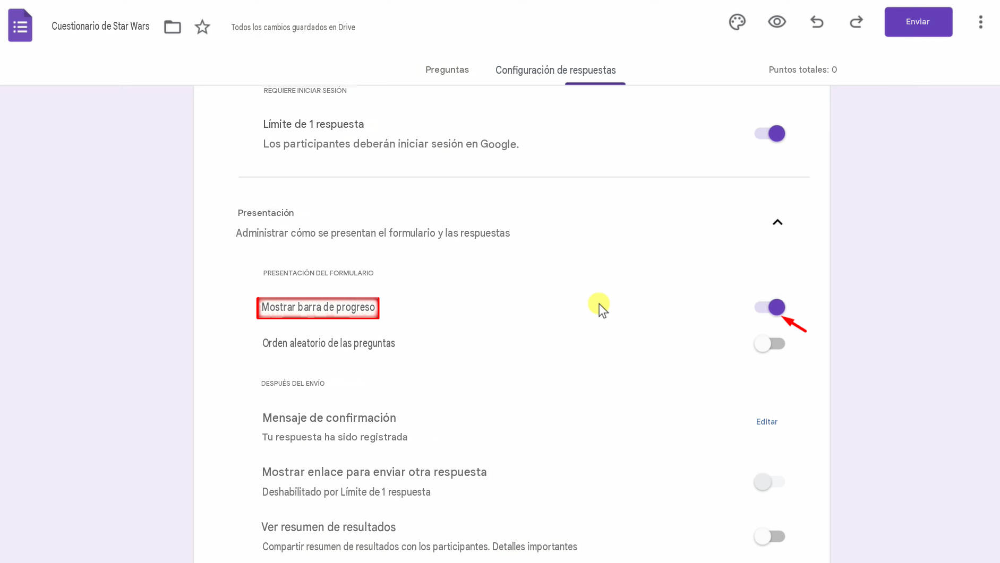 Cuestionario de Star Wars
Todos los cambios guardados en Drive
Enviar
Preguntas
Configuración de respuestas
Puntos totales: 0
REQUIERE INICIAR SESIÓN
Límite de 1 respuesta
Los participantes deberán iniciar sesión en Google.
Presentación
Administrar cómo se presentan el formulario y las respuestas
PRESENTACIÓN DEL FORMULARIO
Mostrar barra de progreso
Orden aleatorio de las preguntas
DESPUÉS DEL ENVÍO
Mensaje de confirmación
Editar
Tu respuesta ha sido registrada
Mostrar enlace para enviar otra respuesta
Deshabilitado por Límite de 1 respuesta
Ver resumen de resultados
Compartir resumen de resultados con los participantes. Detalles importantes